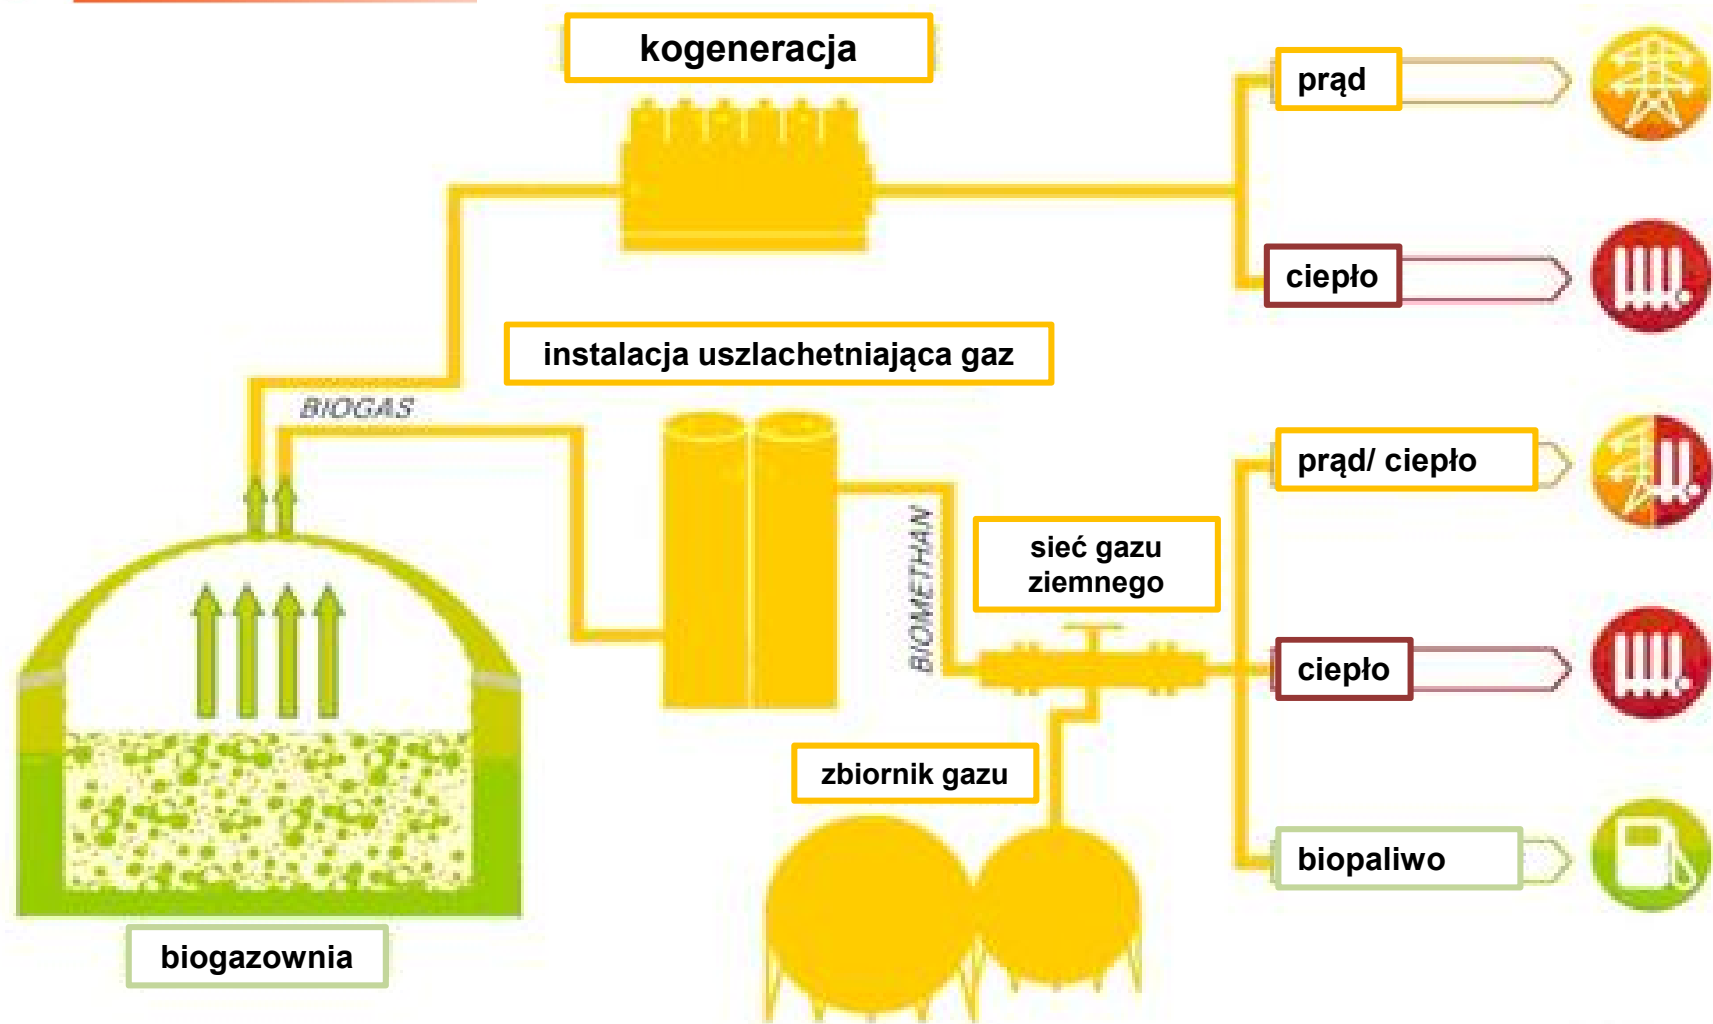 kogeneracja
prąd
ciepło
instalacja uszlachetniająca gaz
BIOGAS
prąd/ ciepło
BIOMETHAN
sieć gazu
ziemnego
ciepło
zbiornik gazu
biopaliwo
biogazownia